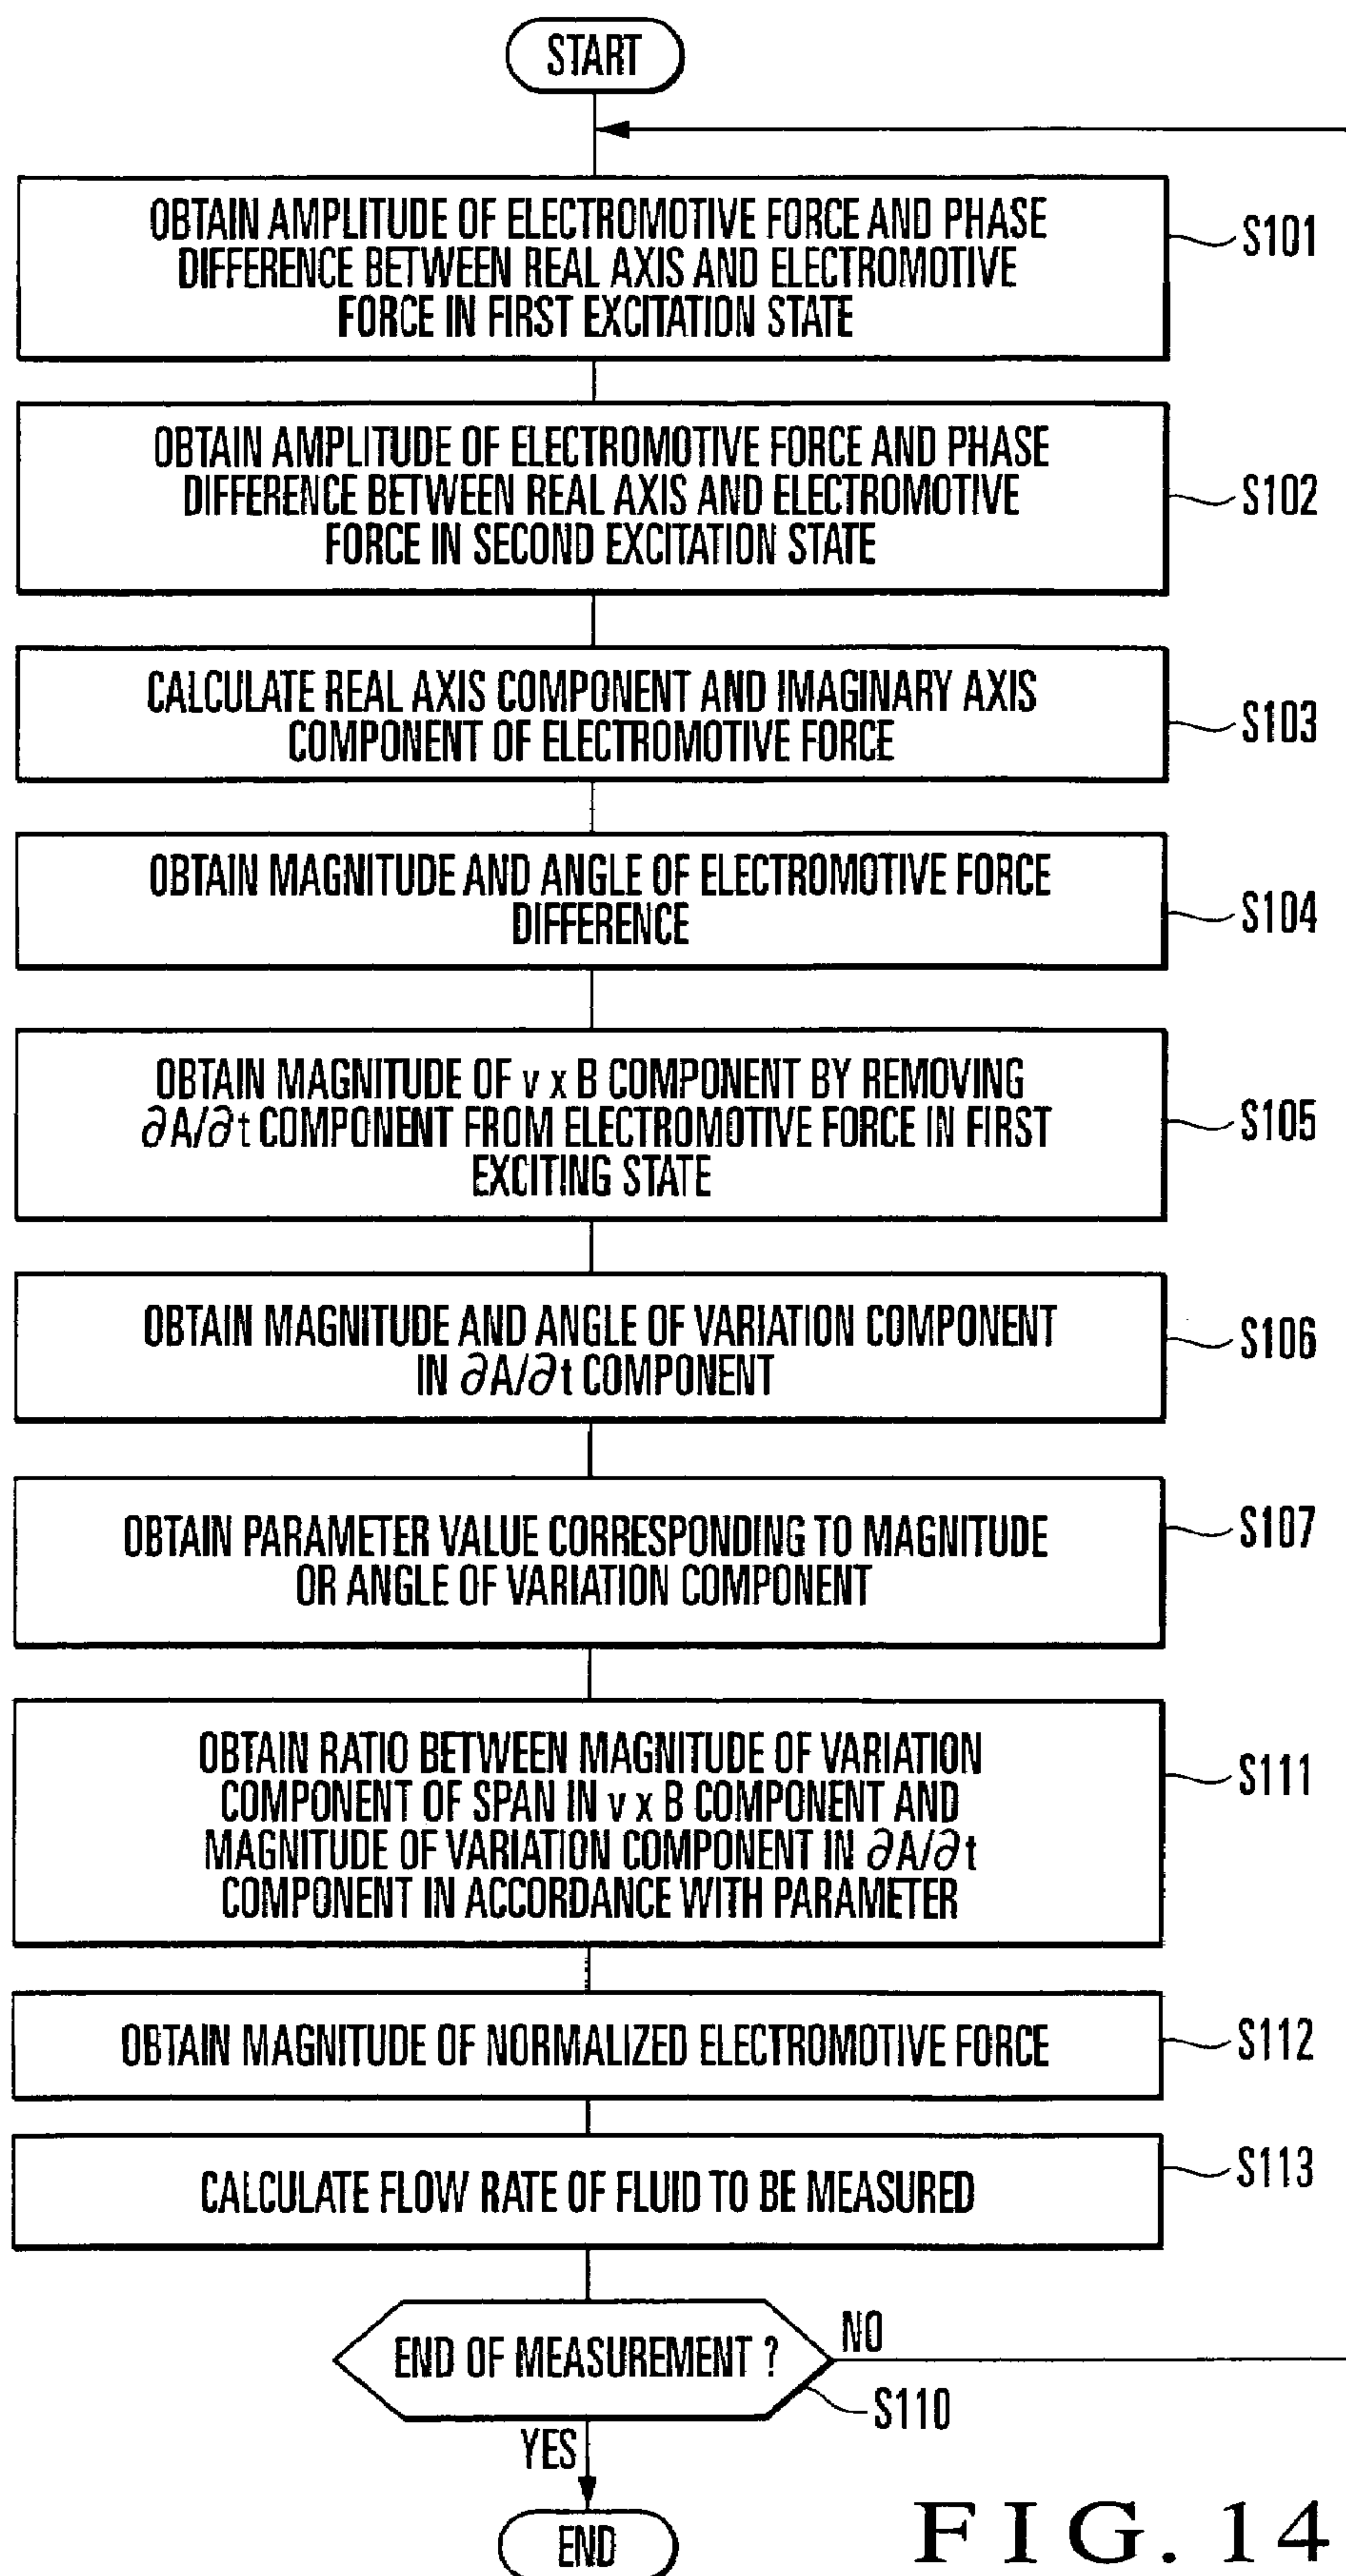 START
OBTAIN AMPLITUDE OF ELECTROMOTIVE FORCE AND PHASE
DIFFERENCE BETWEEN REAL AXIS AND ELECTROMOTIVE
FORCE IN FIRST EXCITATION STATE
S101
OBTAIN AMPLITUDE OF ELECTROMOTIVE FORCE AND PHASE
DIFFERENCE BETWEEN REAL AXIS AND ELECTROMOTIVE
FORCE IN SECOND EXCITATION STATE
S102
CALCULATE REAL AXIS COMPONENT AND IMAGINARY AXIS
COMPONENT OF ELECTROMOTIVE FORCE
S103
OBTAIN MAGNITUDE AND ANGLE OF ELECTROMOTIVE FORCE
DIFFERENCE
S104
OBTAIN MAGNITUDE OF v x B COMPONENT BY REMOVING
∂A/∂t COMPONENT FROM ELECTROMOTIVE FORCE IN FIRST
EXCITING STATE
S105
OBTAIN MAGNITUDE AND ANGLE OF VARIATION COMPONENT
IN ∂A/∂t COMPONENT
S106
OBTAIN PARAMETER VALUE CORRESPONDING TO MAGNITUDE
OR ANGLE OF VARIATION COMPONENT
S107
OBTAIN RATIO BETWEEN MAGNITUDE OF VARIATION
COMPONENT OF SPAN IN v x B COMPONENT AND
MAGNITUDE OF VARIATION COMPONENT IN ∂A/∂t
COMPONENT IN ACCORDANCE WITH PARAMETER
S111
OBTAIN MAGNITUDE OF NORMALIZED ELECTROMOTIVE FORCE
S112
CALCULATE FLOW RATE OF FLUID TO BE MEASURED
S113
END OF MEASUREMENT ?
NO
S110
YES
END
FIG. 14